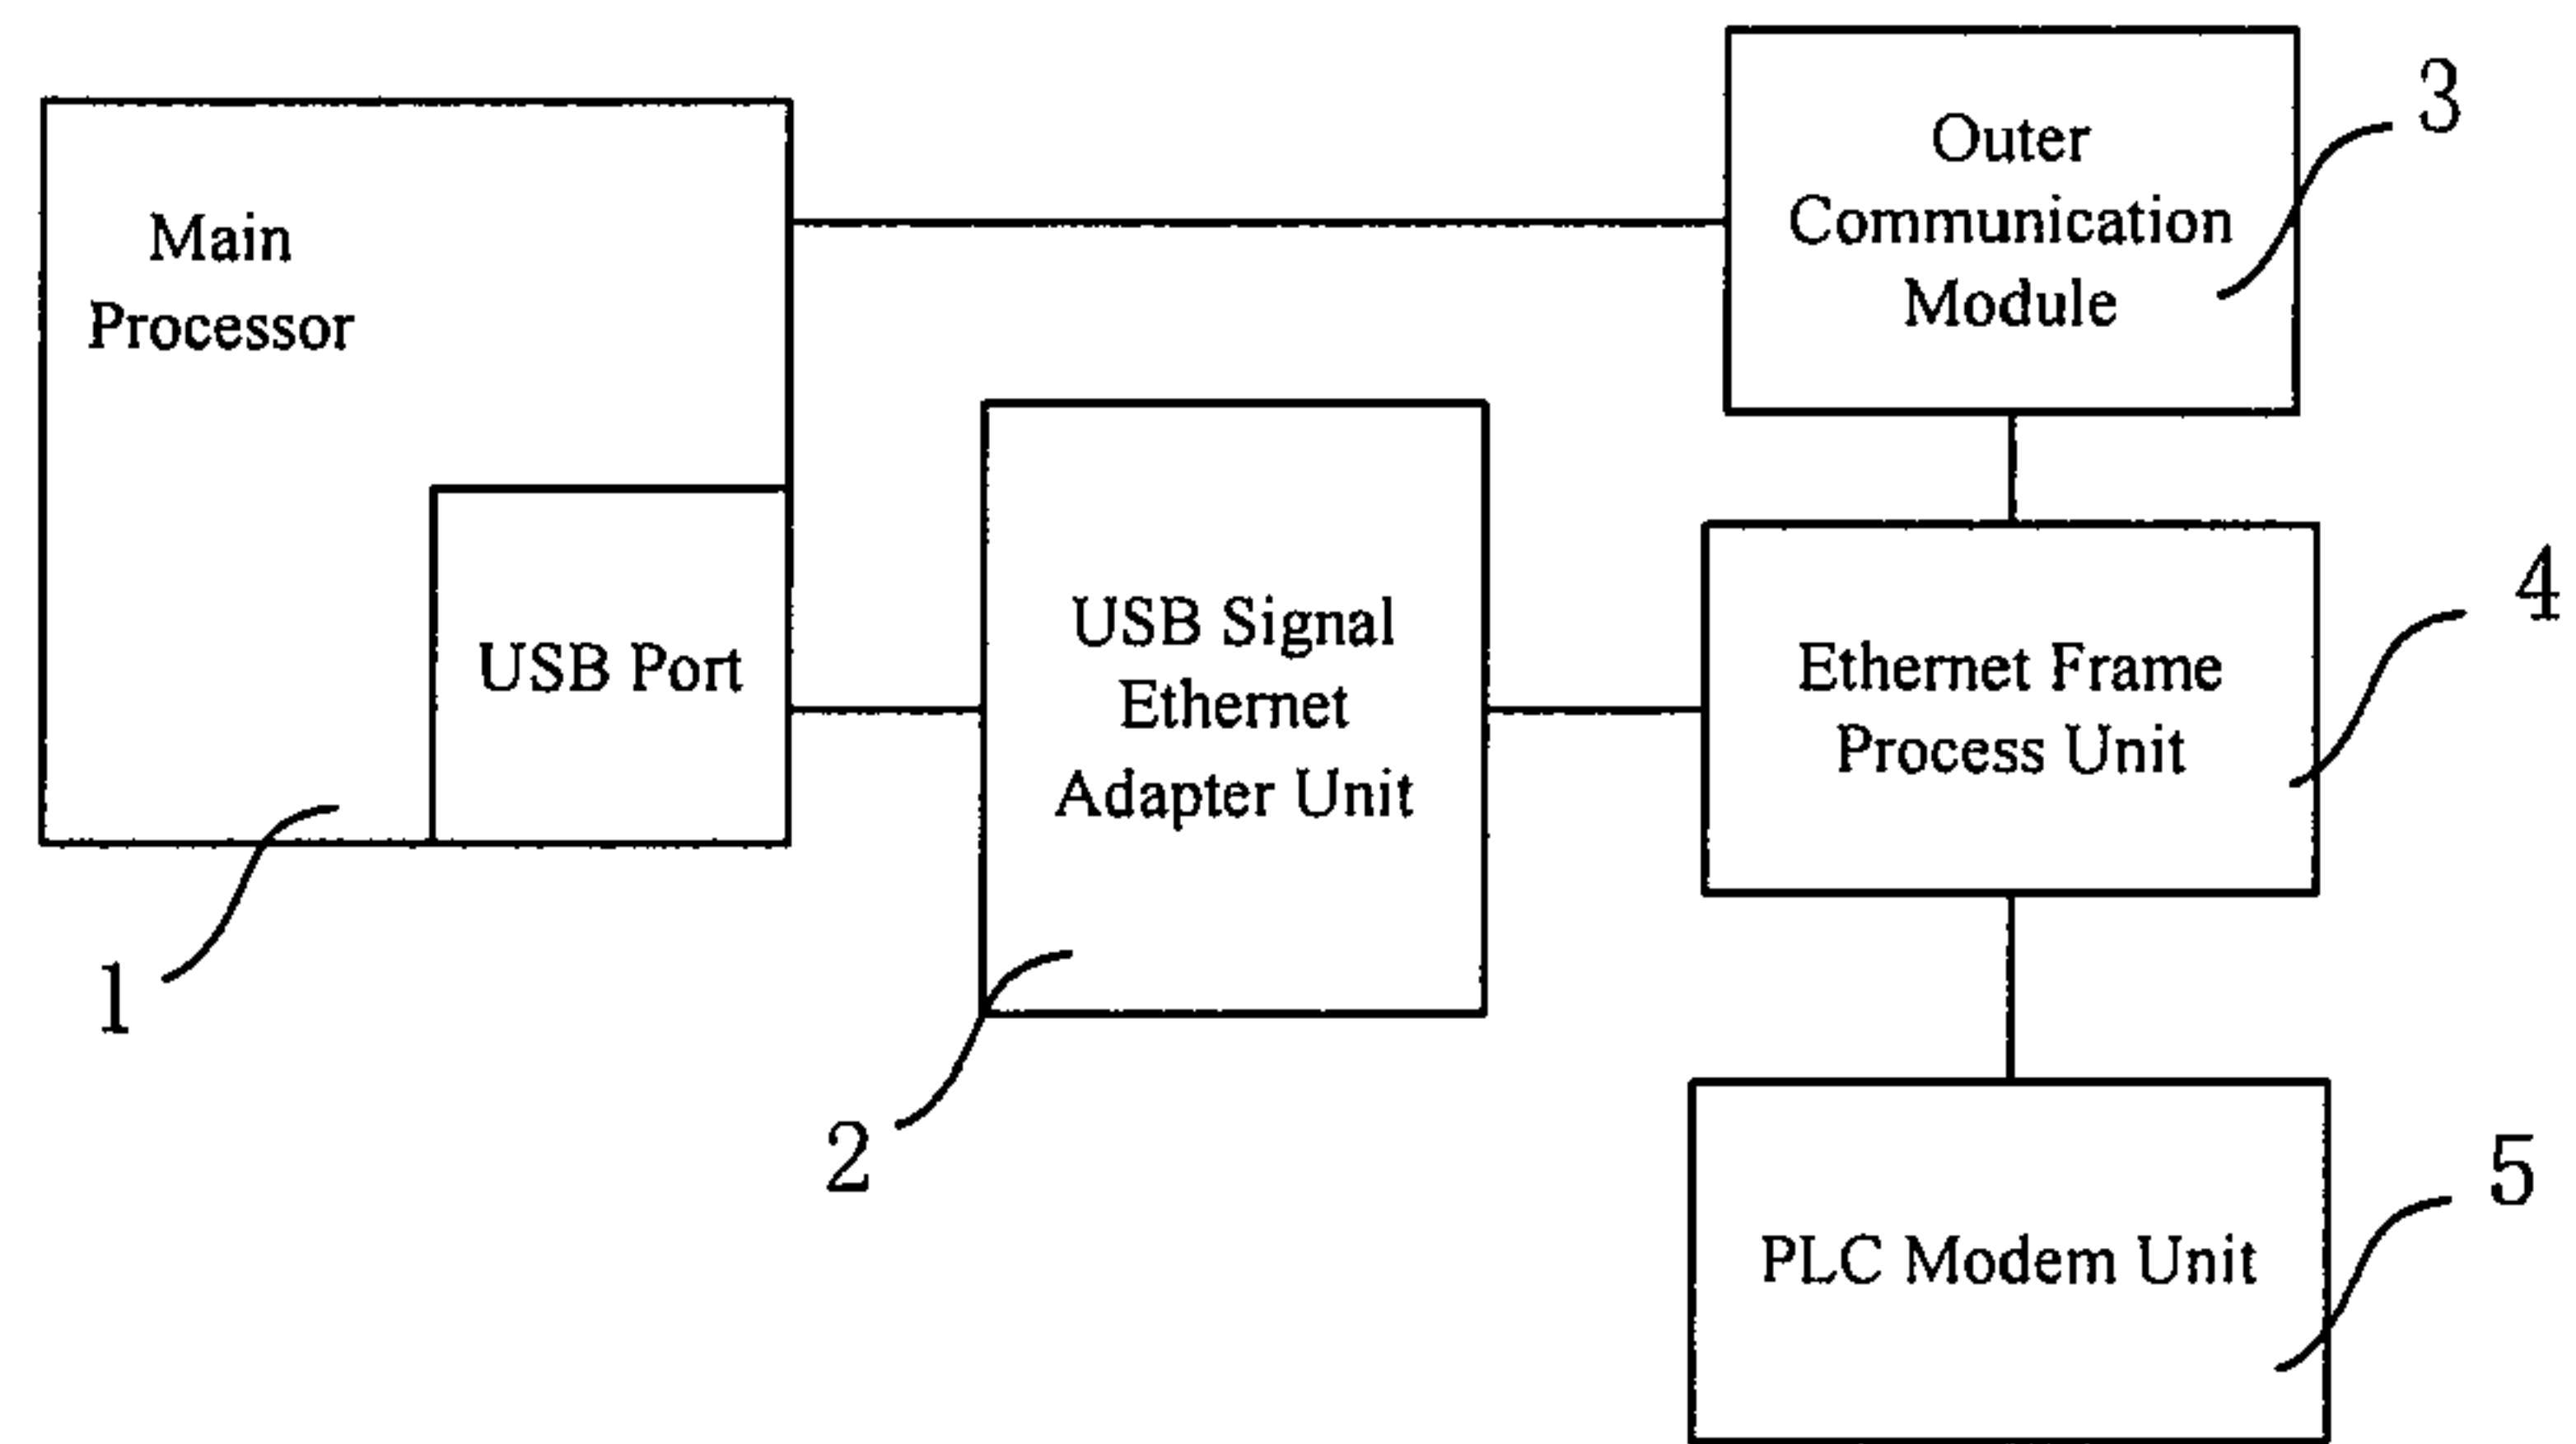 Main
Processor
USB Port
1
USB Signal
Ethernet
Adapter Unit
2
Outer
Communication
Module
3
Ethernet Frame
Process Unit
4
PLC Modem Unit
5